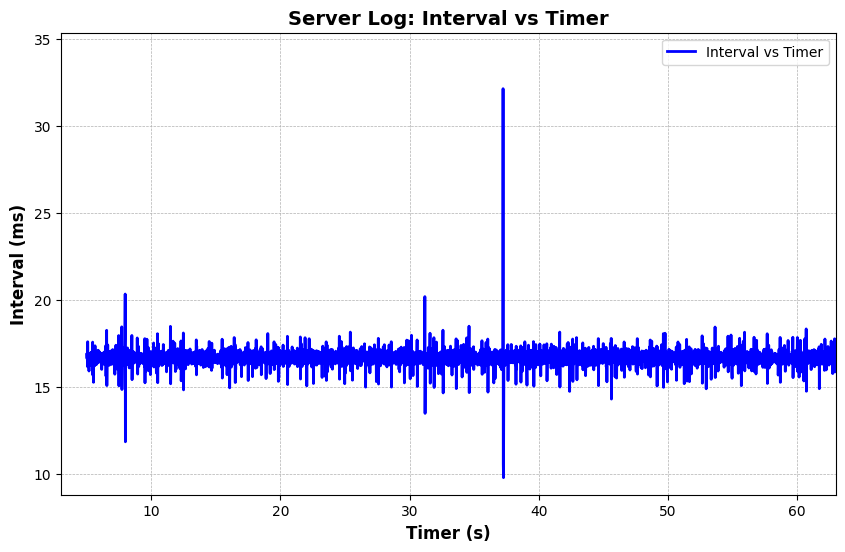 Server Log: Interval vs Timer
Interval vs Timer
35
30
25
20
15
10
Interval (ms)
10 20 30 40 50 60
Timer (s)